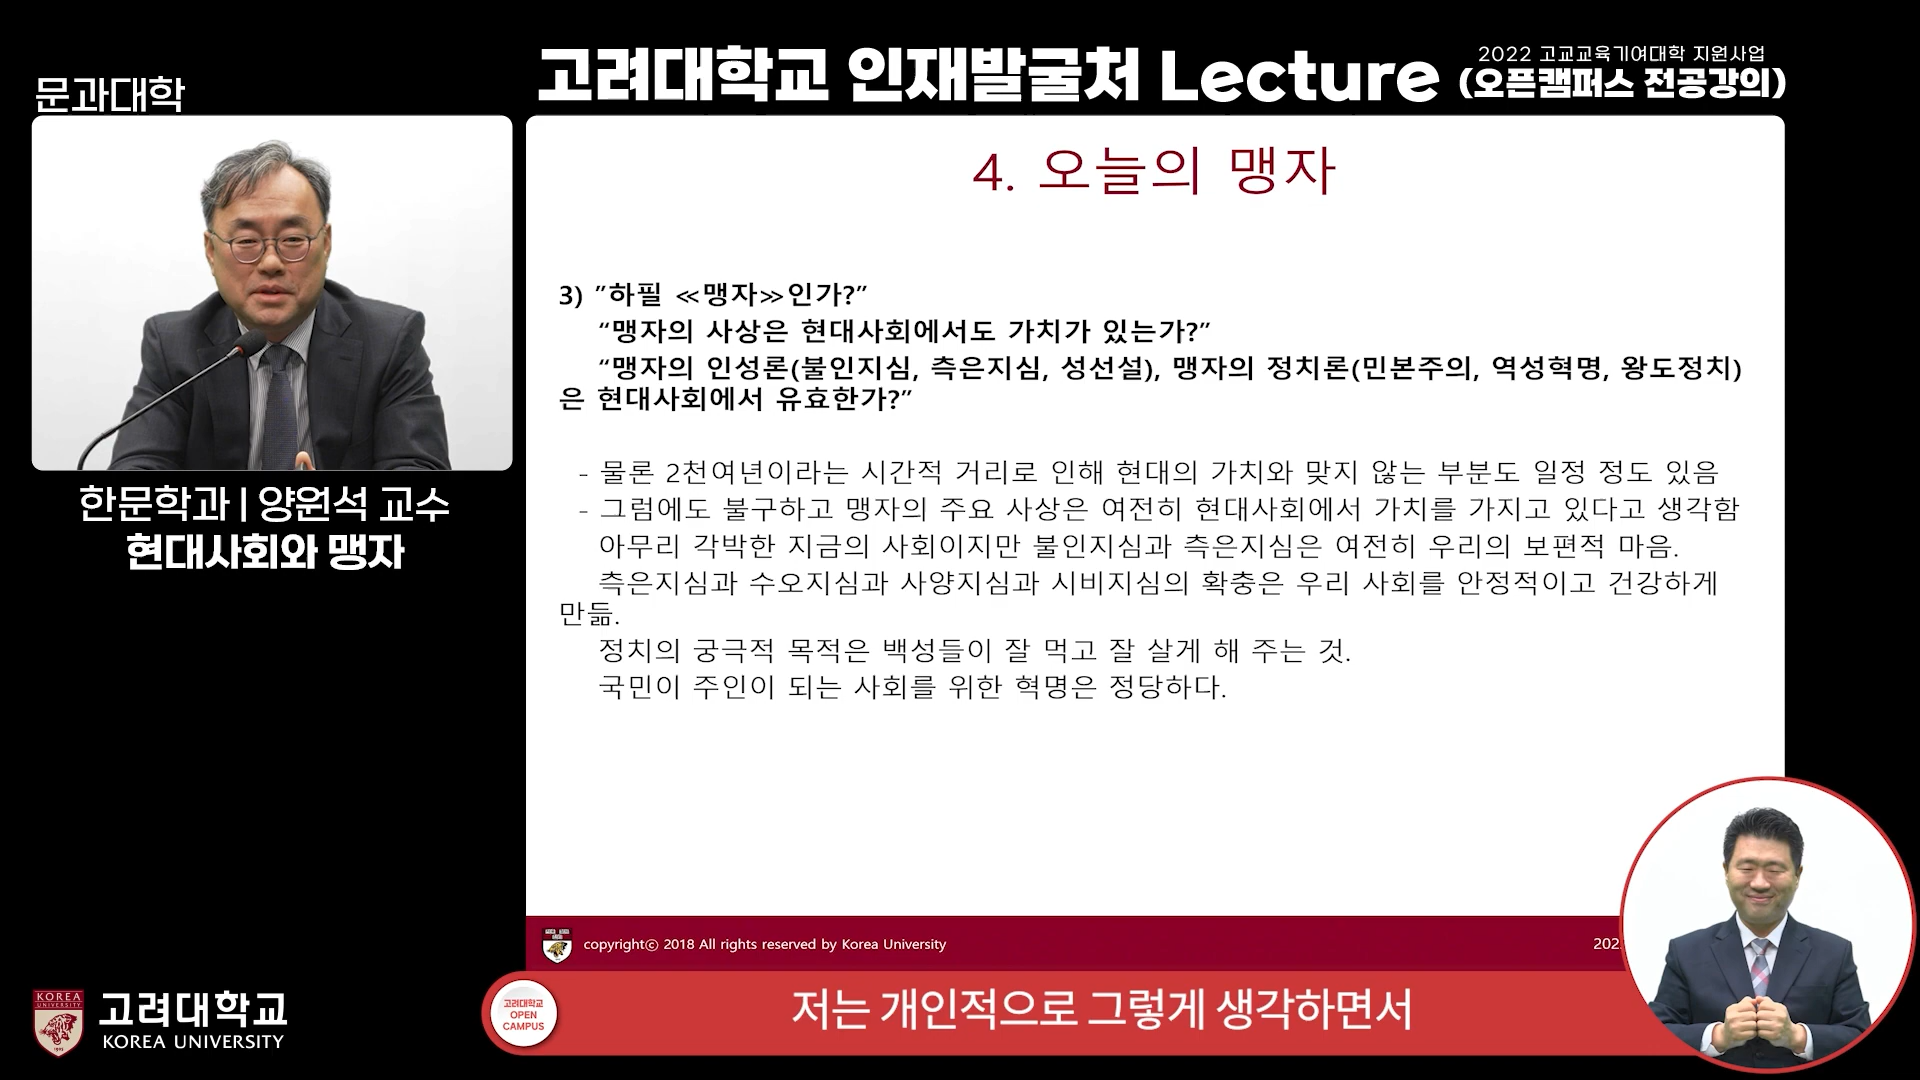 문과대학
고려대학교 인재발굴처 Lecture
2022 고교교육기여대학 지원사업
(오픈캠퍼스 전공강의)
한문학과 | 양원석 교수
현대사회와 맹자
4. 오늘의 맹자
3) ”하필 ≪맹자≫인가?”
“맹자의 사상은 현대사회에서도 가치가 있는가?”
“맹자의 인성론(불인지심, 측은지심, 성선설), 맹자의 정치론(민본주의, 역성혁명, 왕도정치)
은 현대사회에서 유효한가?”
- 물론 2천여년이라는 시간적 거리로 인해 현대의 가치와 맞지 않는 부분도 일정 정도 있음
- 그럼에도 불구하고 맹자의 주요 사상은 여전히 현대사회에서 가치를 가지고 있다고 생각함
아무리 각박한 지금의 사회이지만 불인지심과 측은지심은 여전히 우리의 보편적 마음.
측은지심과 수오지심과 사양지심과 시비지심의 확충은 우리 사회를 안정적이고 건강하게
만듦.
정치의 궁극적 목적은 백성들이 잘 먹고 잘 살게 해 주는 것.
국민이 주인이 되는 사회를 위한 혁명은 정당하다.
copyright© 2018 All rights reserved by Korea University
202
KOREA
UNIVERSITY
1905
고려대학교
KOREA UNIVERSITY
고려대학교
OPEN
CAMPUS
저는 개인적으로 그렇게 생각하면서